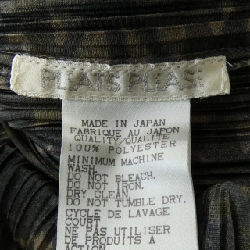 PLEATS PLEASE
MADE IN JAPAN
FABRIQUE AU JAPON
QUALITY/QUALITE
100% POLYESTER
MINIMUM MACHINE
WASH.
DO NOT BLEACH.
DO NOT IRON.
DRY CLEAN.
DO NOT TUMBLE DRY.
CYCLE DE LAVAGE
COURT.
NE PAS UTILISER
DE PRODUITS A
ACTION